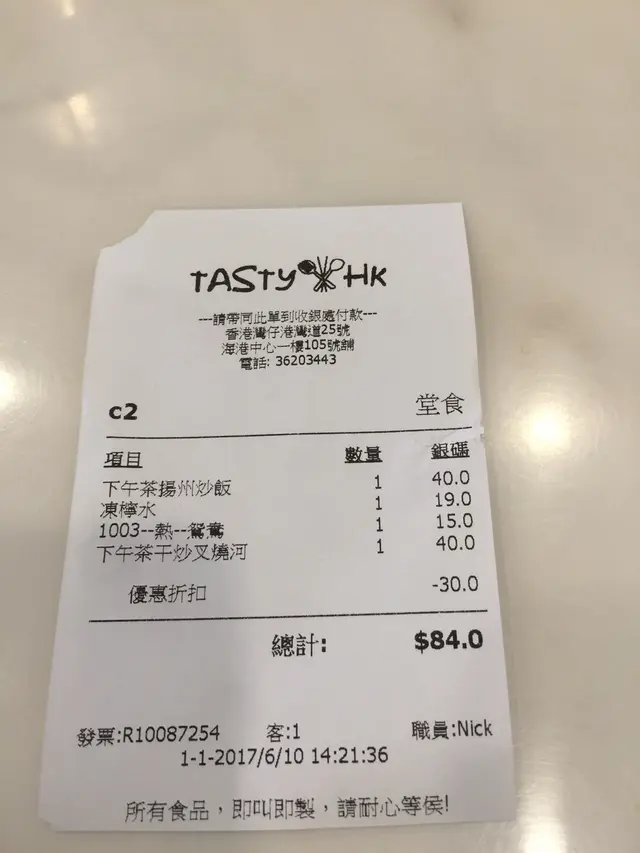 TASTY HK
---請帶同此單到收銀處付款---
香港灣仔港灣道25號
海港中心一樓105號舖
電話: 36203443
c2 堂食
項目 數量 銀碼
下午茶揚州炒飯 1 40.0
凍檸水 1 19.0
1003--熱--鴛鴦 1 15.0
下午茶干炒叉燒河 1 40.0
優惠折扣 -30.0
總計: $84.0
發票:R10087254 客:1 職員:Nick
1-1-2017/6/10 14:21:36
所有食品，即叫即製，請耐心等侯!